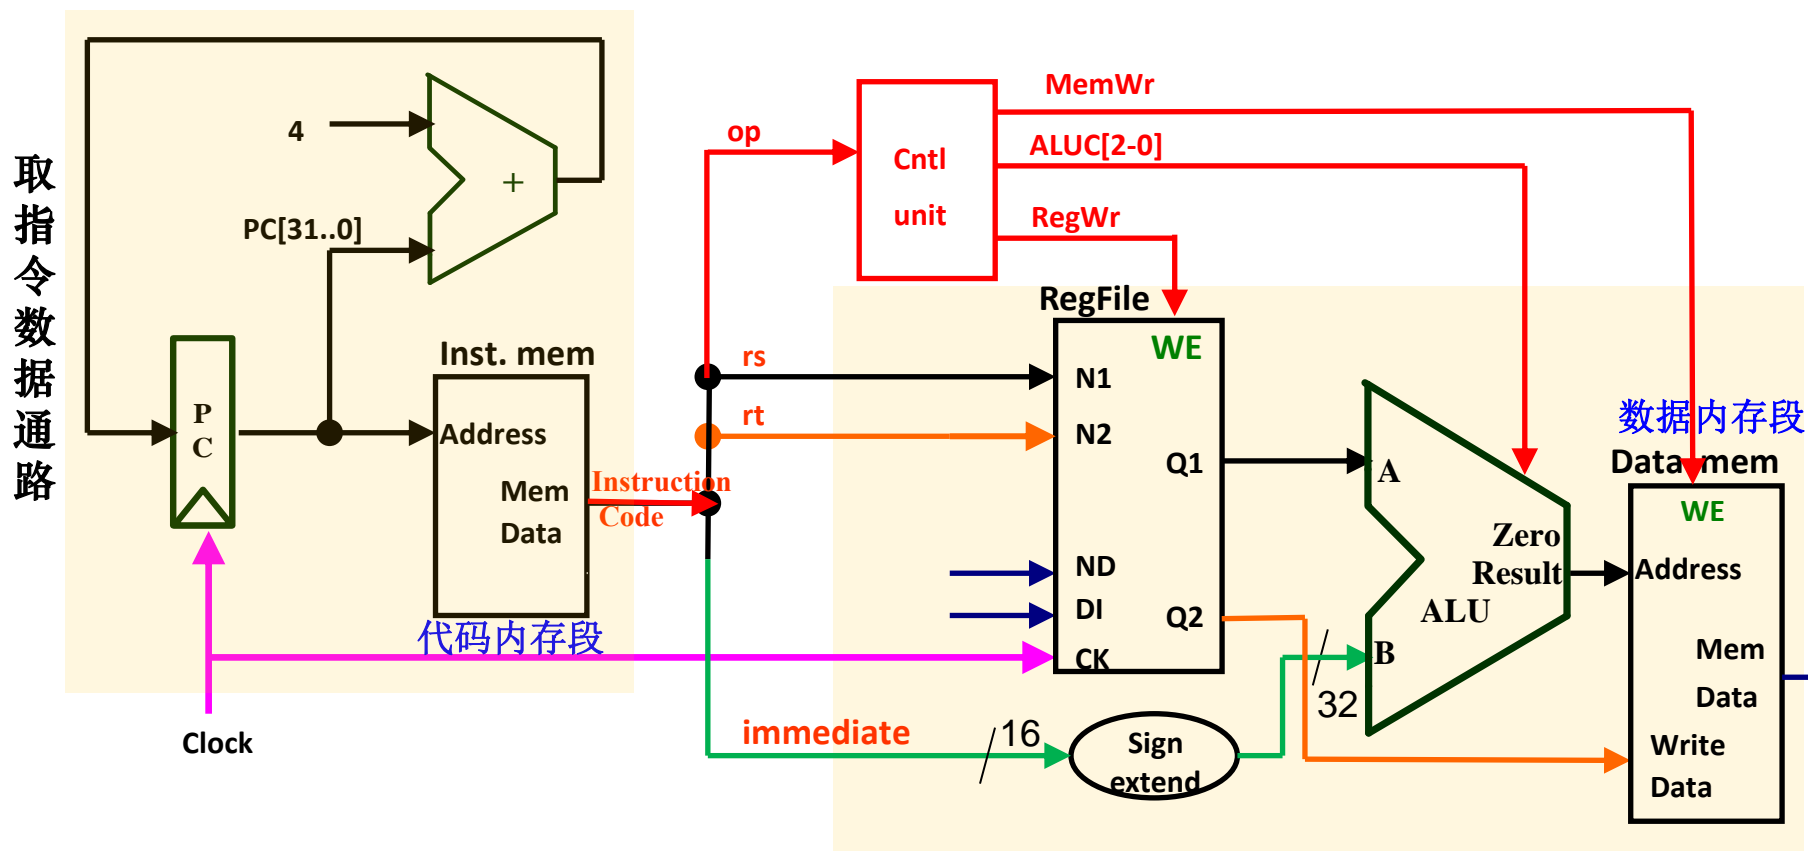 取指令数据通路
4
+
PC[31..0]
P
C
Inst. mem
Address
Mem
Data
代码内存段
Clock
Instruction
Code
op
rs
rt
immediate
16
Cntl
unit
MemWr
ALUC[2-0]
RegWr
RegFile
WE
N1
N2
Q1
ND
DI
Q2
CK
Sign
extend
32
A
B
Zero
Result
ALU
数据内存段
Data mem
WE
Address
Mem
Data
Write
Data